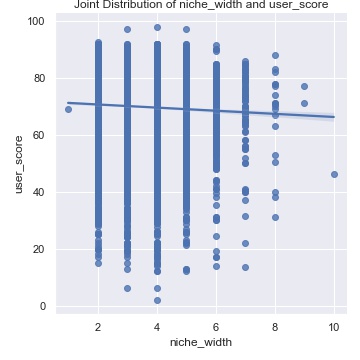 Joint Distribution of niche_width and user_score
100
80
60
40
20
0
user_score
2 4 6 8 10
niche_width